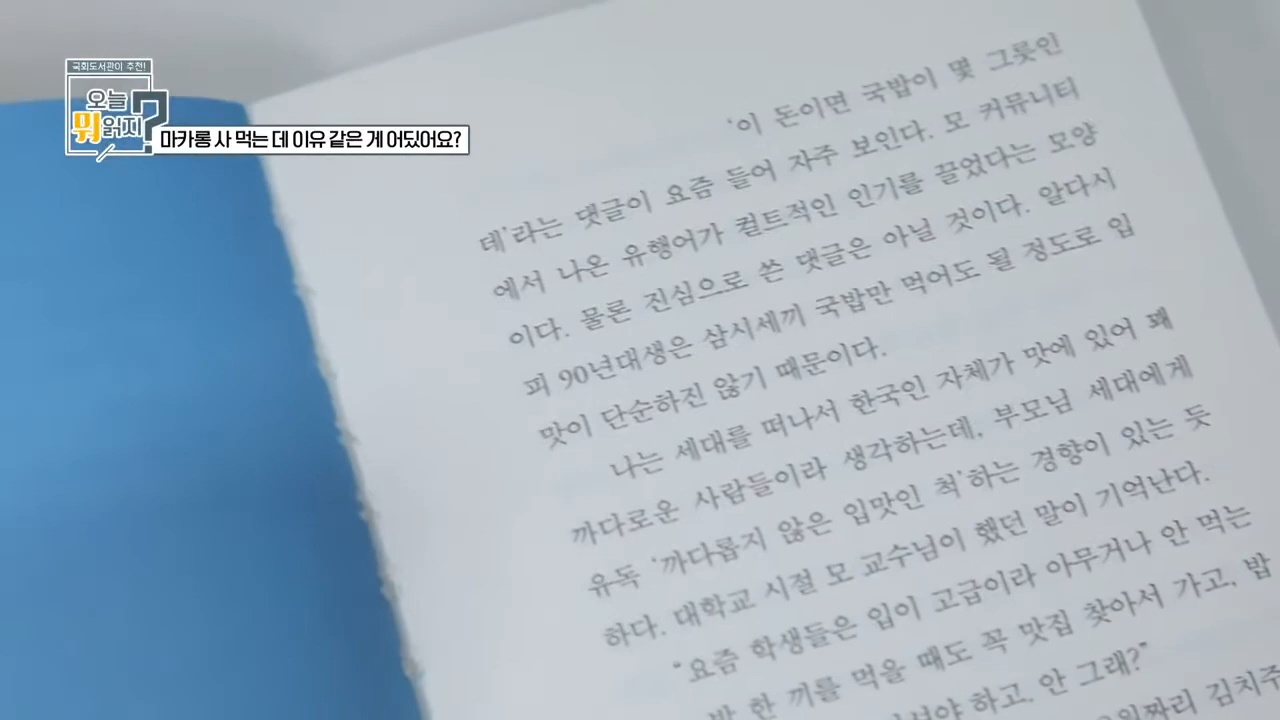 국회도서관이 추천!
오늘
뭐읽지?
마카롱 사 먹는 데 이유 같은 게 어딨어요?
'이 돈이면 국밥이 몇 그릇인
데'라는 댓글이 요즘 들어 자주 보인다. 모 커뮤니티
에서 나온 유행어가 컬트적인 인기를 끌었다는 모양
이다. 물론 진심으로 쓴 댓글은 아닐 것이다. 알다시
피 90년대생은 삼시세끼 국밥만 먹어도 될 정도로 입
맛이 단순하진 않기 때문이다.
나는 세대를 떠나서 한국인 자체가 맛에 있어 꽤
까다로운 사람들이라 생각하는데, 부모님 세대에게
유독 '까다롭지 않은 입맛인 척'하는 경향이 있는 듯
하다. 대학교 시절 모 교수님이 했던 말이 기억난다.
"요즘 학생들은 입이 고급이라 아무거나 안 먹는
밥 한 끼를 먹을 때도 꼭 맛집 찾아서 가고, 밥
야 하고, 안 그래?"
김치주